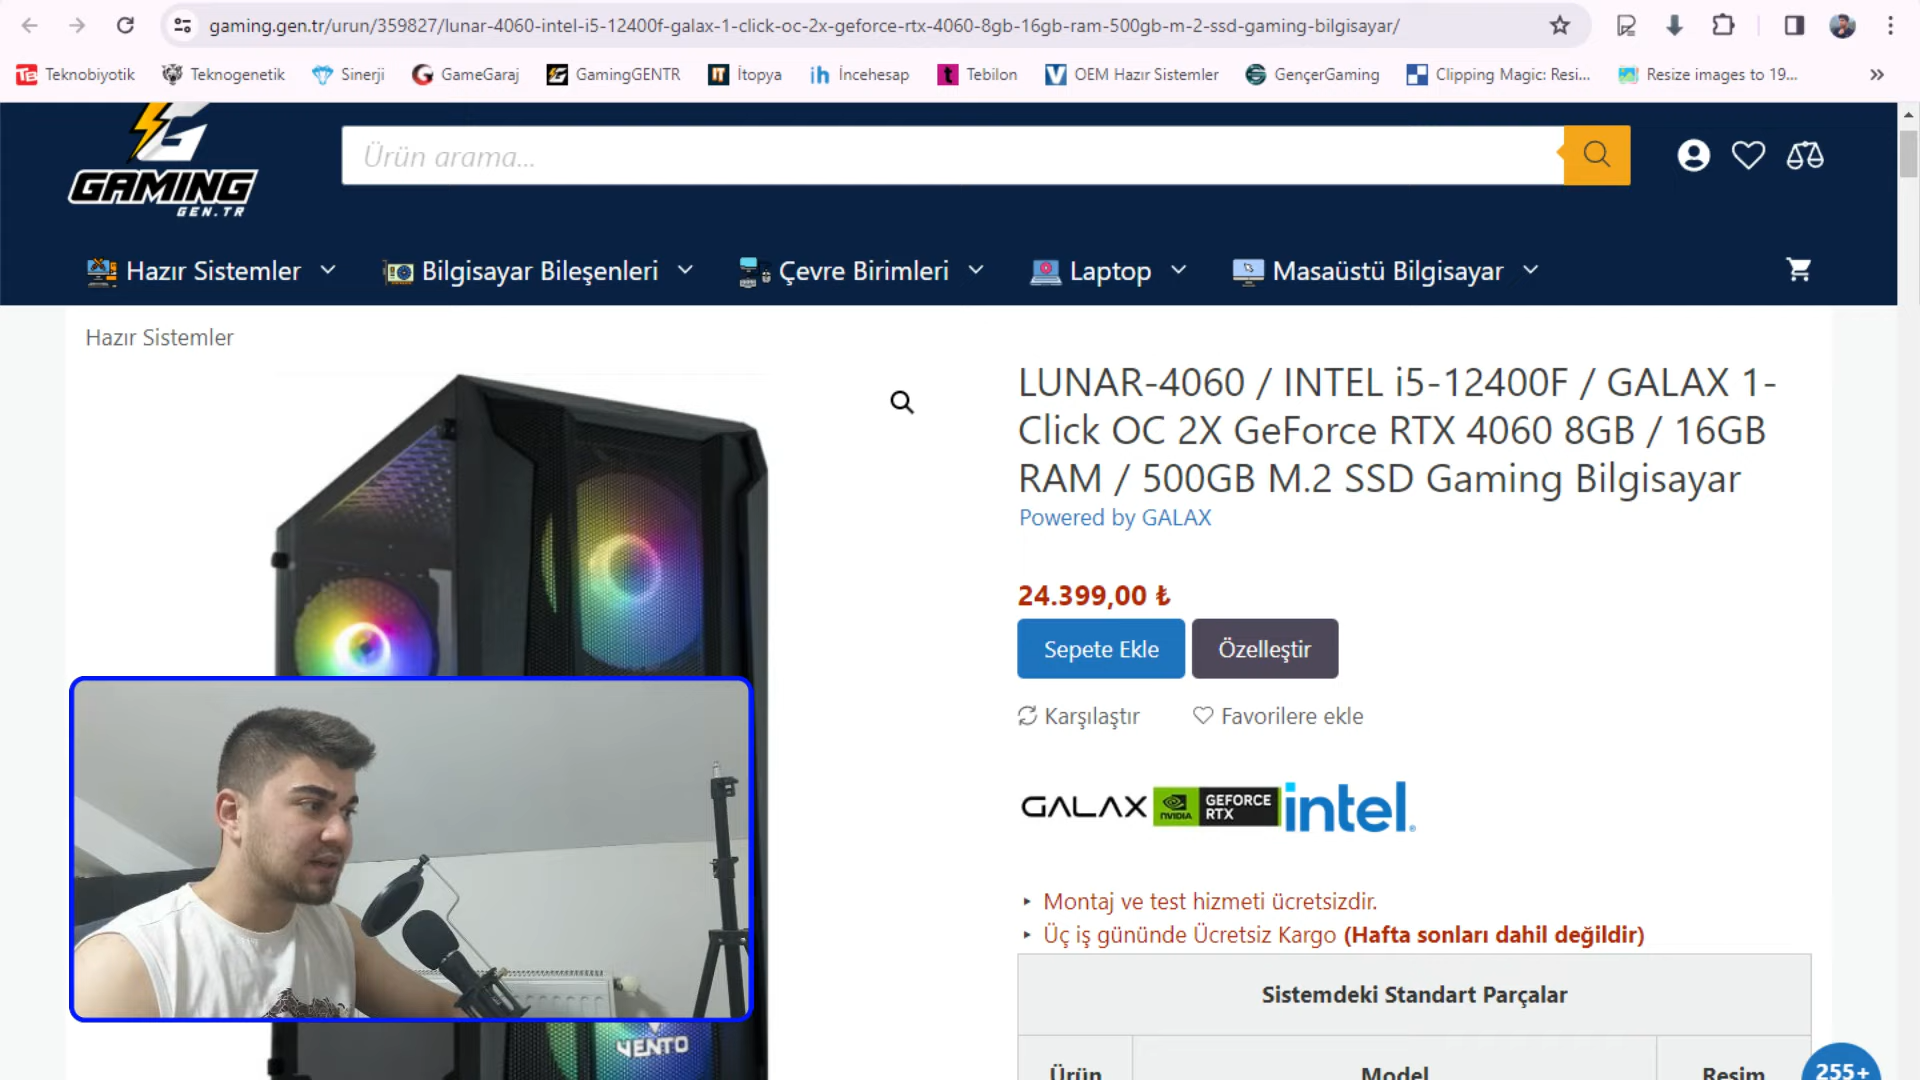 gaming.gen.tr/urun/359827/lunar-4060-intel-i5-12400f-galax-1-click-oc-2x-geforce-rtx-4060-8gb-16gb-ram-500gb-m-2-ssd-gaming-bilgisayar/
TB Teknobiyotik Teknogenetik Sinerji GameGaraj GamingGENTR IT İtopya ih İncehesap t Tebilon V OEM Hazır Sistemler GençerGaming Clipping Magic: Resi... Resize images to 19... »
GAMING
GEN.TR
Ürün arama...
Hazır Sistemler Bilgisayar Bileşenleri Çevre Birimleri Laptop Masaüstü Bilgisayar
Hazır Sistemler
LUNAR-4060 / INTEL i5-12400F / GALAX 1-
Click OC 2X GeForce RTX 4060 8GB / 16GB
RAM / 500GB M.2 SSD Gaming Bilgisayar
Powered by GALAX
24.399,00 ₺
Sepete Ekle Özelleştir
Karşılaştır Favorilere ekle
GALAX NVIDIA GEFORCE RTX intel.
Montaj ve test hizmeti ücretsizdir.
Üç iş gününde Ücretsiz Kargo (Hafta sonları dahil değildir)
Sistemdeki Standart Parçalar
Ürün Model Resim
255+
VENTO